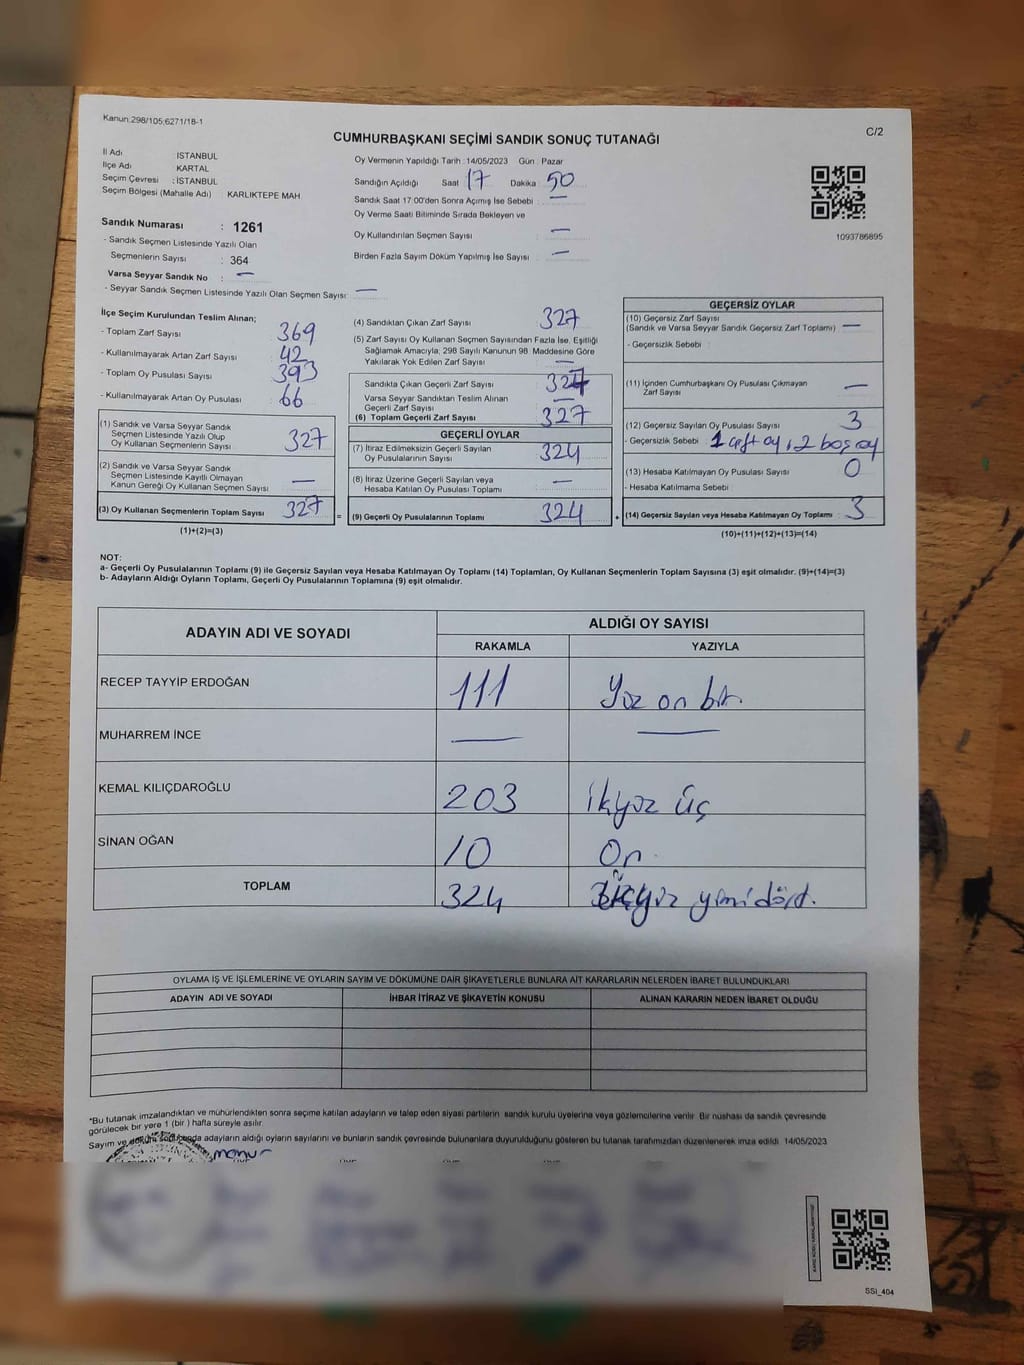 Kanun:298/105;6271/18-1
C/2
CUMHURBAŞKANI SEÇİMİ SANDIK SONUÇ TUTANAĞI
İl Adı İSTANBUL
İlçe Adı KARTAL
Seçim Çevresi : İSTANBUL
Seçim Bölgesi (Mahalle Adı) KARLIKTEPE MAH
Sandık Numarası : 1261
- Sandık Seçmen Listesinde Yazılı Olan
Seçmenlerin Sayısı : 364
Varsa Seyyar Sandık No : —
- Seyyar Sandık Seçmen Listesinde Yazılı Olan Seçmen Sayısı: —
Oy Vermenin Yapıldığı Tarih :14/05/2023 Gün : Pazar
Sandığın Açıldığı Saat 17 Dakika 50
Sandık Saat 17:00'den Sonra Açımış İse Sebebi : —
Oy Verme Saati Bitiminde Sırada Bekleyen ve
Oy Kullandırılan Seçmen Sayısı : —
Birden Fazla Sayım Döküm Yapılmış İse Sayısı : —
1093786895
İlçe Seçim Kurulundan Teslim Alınan;
- Toplam Zarf Sayısı 369
- Kullanılmayarak Artan Zarf Sayısı 42
- Toplam Oy Pusulası Sayısı 393
- Kullanılmayarak Artan Oy Pusulası 66
(1) Sandık ve Varsa Seyyar Sandık
Seçmen Listesinde Yazılı Olup
Oy Kullanan Seçmenlerin Sayısı 327
(2) Sandık ve Varsa Seyyar Sandık
Seçmen Listesinde Kayıtlı Olmayan
Kanun Gereği Oy Kullanan Seçmen Sayısı —
(3) Oy Kullanan Seçmenlerin Toplam Sayısı 327
(1)+(2)=(3)
(4) Sandıktan Çıkan Zarf Sayısı 327
(5) Zarf Sayısı Oy Kullanan Seçmen Sayısından Fazla İse, Eşitliği
Sağlamak Amacıyla; 298 Sayılı Kanunun 98. Maddesine Göre
Yakılarak Yok Edilen Zarf Sayısı : —
Sandıkta Çıkan Geçerli Zarf Sayısı 327
Varsa Seyyar Sandıktan Teslim Alınan
Geçerli Zarf Sayısı —
(6) Toplam Geçerli Zarf Sayısı 327
GEÇERLİ OYLAR
(7) İtiraz Edilmeksizin Geçerli Sayılan
Oy Pusulalarının Sayısı 324
(8) İtiraz Üzerine Geçerli Sayılan veya
Hesaba Katılan Oy Pusulası Toplamı —
= (9) Geçerli Oy Pusulalarının Toplamı 324
GEÇERSİZ OYLAR
(10) Geçersiz Zarf Sayısı
(Sandık ve Varsa Seyyar Sandık Geçersiz Zarf Toplamı) —
- Geçersizlik Sebebi :
(11) İçinden Cumhurbaşkanı Oy Pusulası Çıkmayan
Zarf Sayısı —
(12) Geçersiz Sayılan Oy Pusulası Sayısı 3
- Geçersizlik Sebebi : 1 çift oy, 2 boş oy
(13) Hesaba Katılmayan Oy Pusulası Sayısı 0
- Hesaba Katılmama Sebebi
+ (14) Geçersiz Sayılan veya Hesaba Katılmayan Oy Toplamı 3
(10)+(11)+(12)+(13)=(14)
NOT:
a- Geçerli Oy Pusulalarının Toplamı (9) ile Geçersiz Sayılan veya Hesaba Katılmayan Oy Toplamı (14) Toplamları, Oy Kullanan Seçmenlerin Toplam Sayısına (3) eşit olmalıdır. (9)+(14)=(3)
b- Adayların Aldığı Oyların Toplamı, Geçerli Oy Pusulalarının Toplamına (9) eşit olmalıdır.
ADAYIN ADI VE SOYADI ALDIĞI OY SAYISI
RAKAMLA YAZIYLA
RECEP TAYYİP ERDOĞAN 111 Yüz on bir.
MUHARREM İNCE — —
KEMAL KILIÇDAROĞLU 203 İkiyüz üç
SİNAN OĞAN 10 On
TOPLAM 324 Üçyüz yirmi dört.
OYLAMA İŞ VE İŞLEMLERİNE VE OYLARIN SAYIM VE DÖKÜMÜNE DAİR ŞİKAYETLERLE BUNLARA AİT KARARLARIN NELERDEN İBARET BULUNDUKLARI
ADAYIN ADI VE SOYADI İHBAR İTİRAZ VE ŞİKAYETİN KONUSU ALINAN KARARIN NEDEN İBARET OLDUĞU
*Bu tutanak imzalandıktan ve mühürlendikten sonra seçime katılan adayların ve talep eden siyasi partilerin sandık kurulu üyelerine veya gözlemcilerine verilir. Bir nüshası da sandık çevresinde
görülecek bir yere 1 (bir ) hafta süreyle asılır.
Sayım ve döküm sonucunda adayların aldığı oyların sayılarını ve bunların sandık çevresinde bulunanlara duyurulduğunu gösteren bu tutanak tarafımızdan düzenlenerek imza edildi. 14/05/2023
SSİ_404